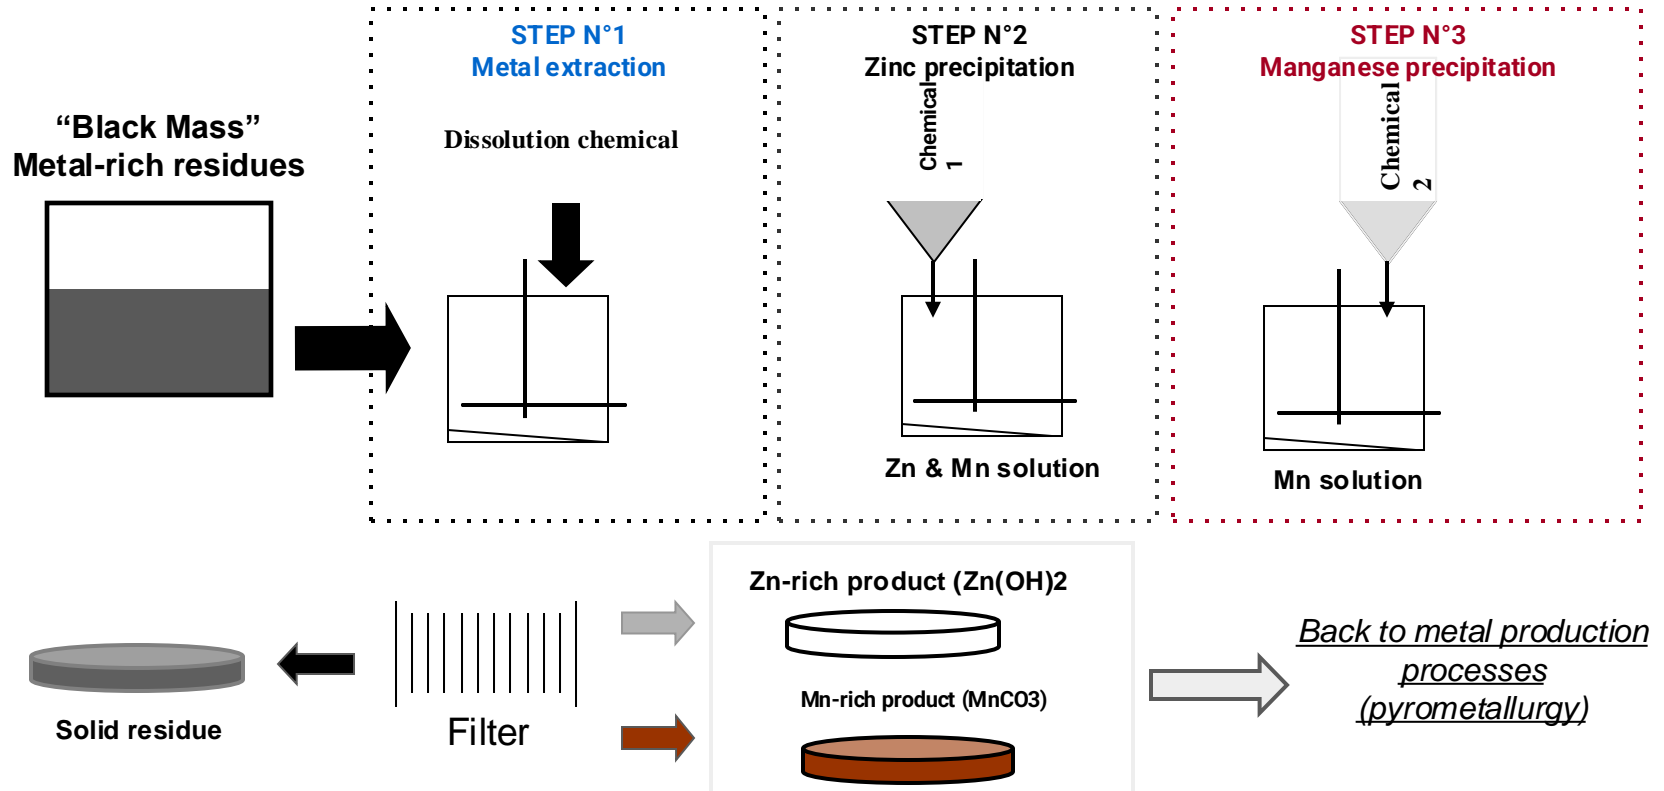 “Black Mass”
Metal-rich residues
STEP N°1
Metal extraction
Dissolution chemical
STEP N°2
Zinc precipitation
Chemical
1
Zn & Mn solution
STEP N°3
Manganese precipitation
Chemical
2
Mn solution
Solid residue
Filter
Zn-rich product (Zn(OH)2
Mn-rich product (MnCO3)
Back to metal production
processes
(pyrometallurgy)